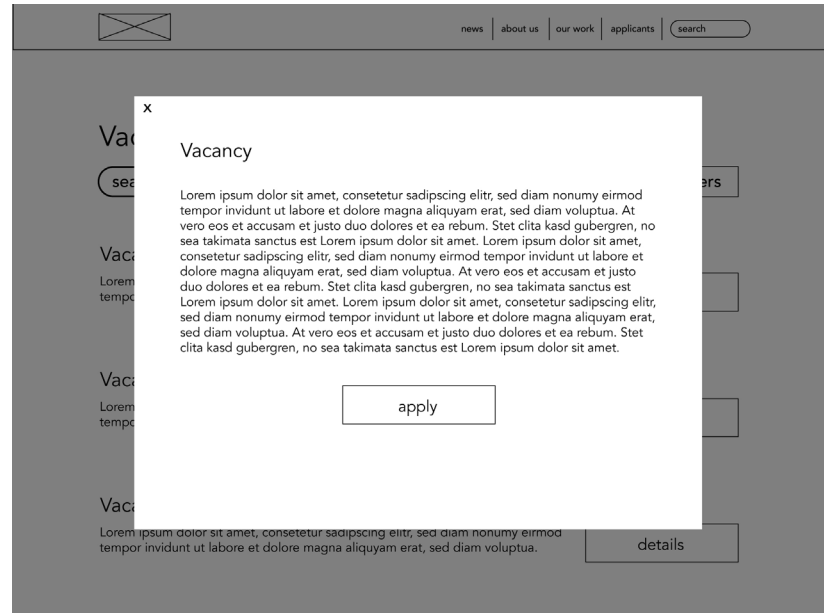 news
about us
our work
applicants
search
x
Vacancy
Lorem ipsum dolor sit amet, consetetur sadipscing elitr, sed diam nonumy eirmod
tempor invidunt ut labore et dolore magna aliquyam erat, sed diam voluptua. At
vero eos et accusam et justo duo dolores et ea rebum. Stet clita kasd gubergren, no
sea takimata sanctus est Lorem ipsum dolor sit amet. Lorem ipsum dolor sit amet,
consetetur sadipscing elitr, sed diam nonumy eirmod tempor invidunt ut labore et
dolore magna aliquyam erat, sed diam voluptua. At vero eos et accusam et justo
duo dolores et ea rebum. Stet clita kasd gubergren, no sea takimata sanctus est
Lorem ipsum dolor sit amet. Lorem ipsum dolor sit amet, consetetur sadipscing elitr,
sed diam nonumy eirmod tempor invidunt ut labore et dolore magna aliquyam erat,
sed diam voluptua. At vero eos et accusam et justo duo dolores et ea rebum. Stet
clita kasd gubergren, no sea takimata sanctus est Lorem ipsum dolor sit amet.
apply
Lorem
Lorem
Lorem ipsum dolor sit amet, consetetur sadipscing elitr, sed diam nonumy eirmod
tempor invidunt ut labore et dolore magna aliquyam erat, sed diam voluptua.
details